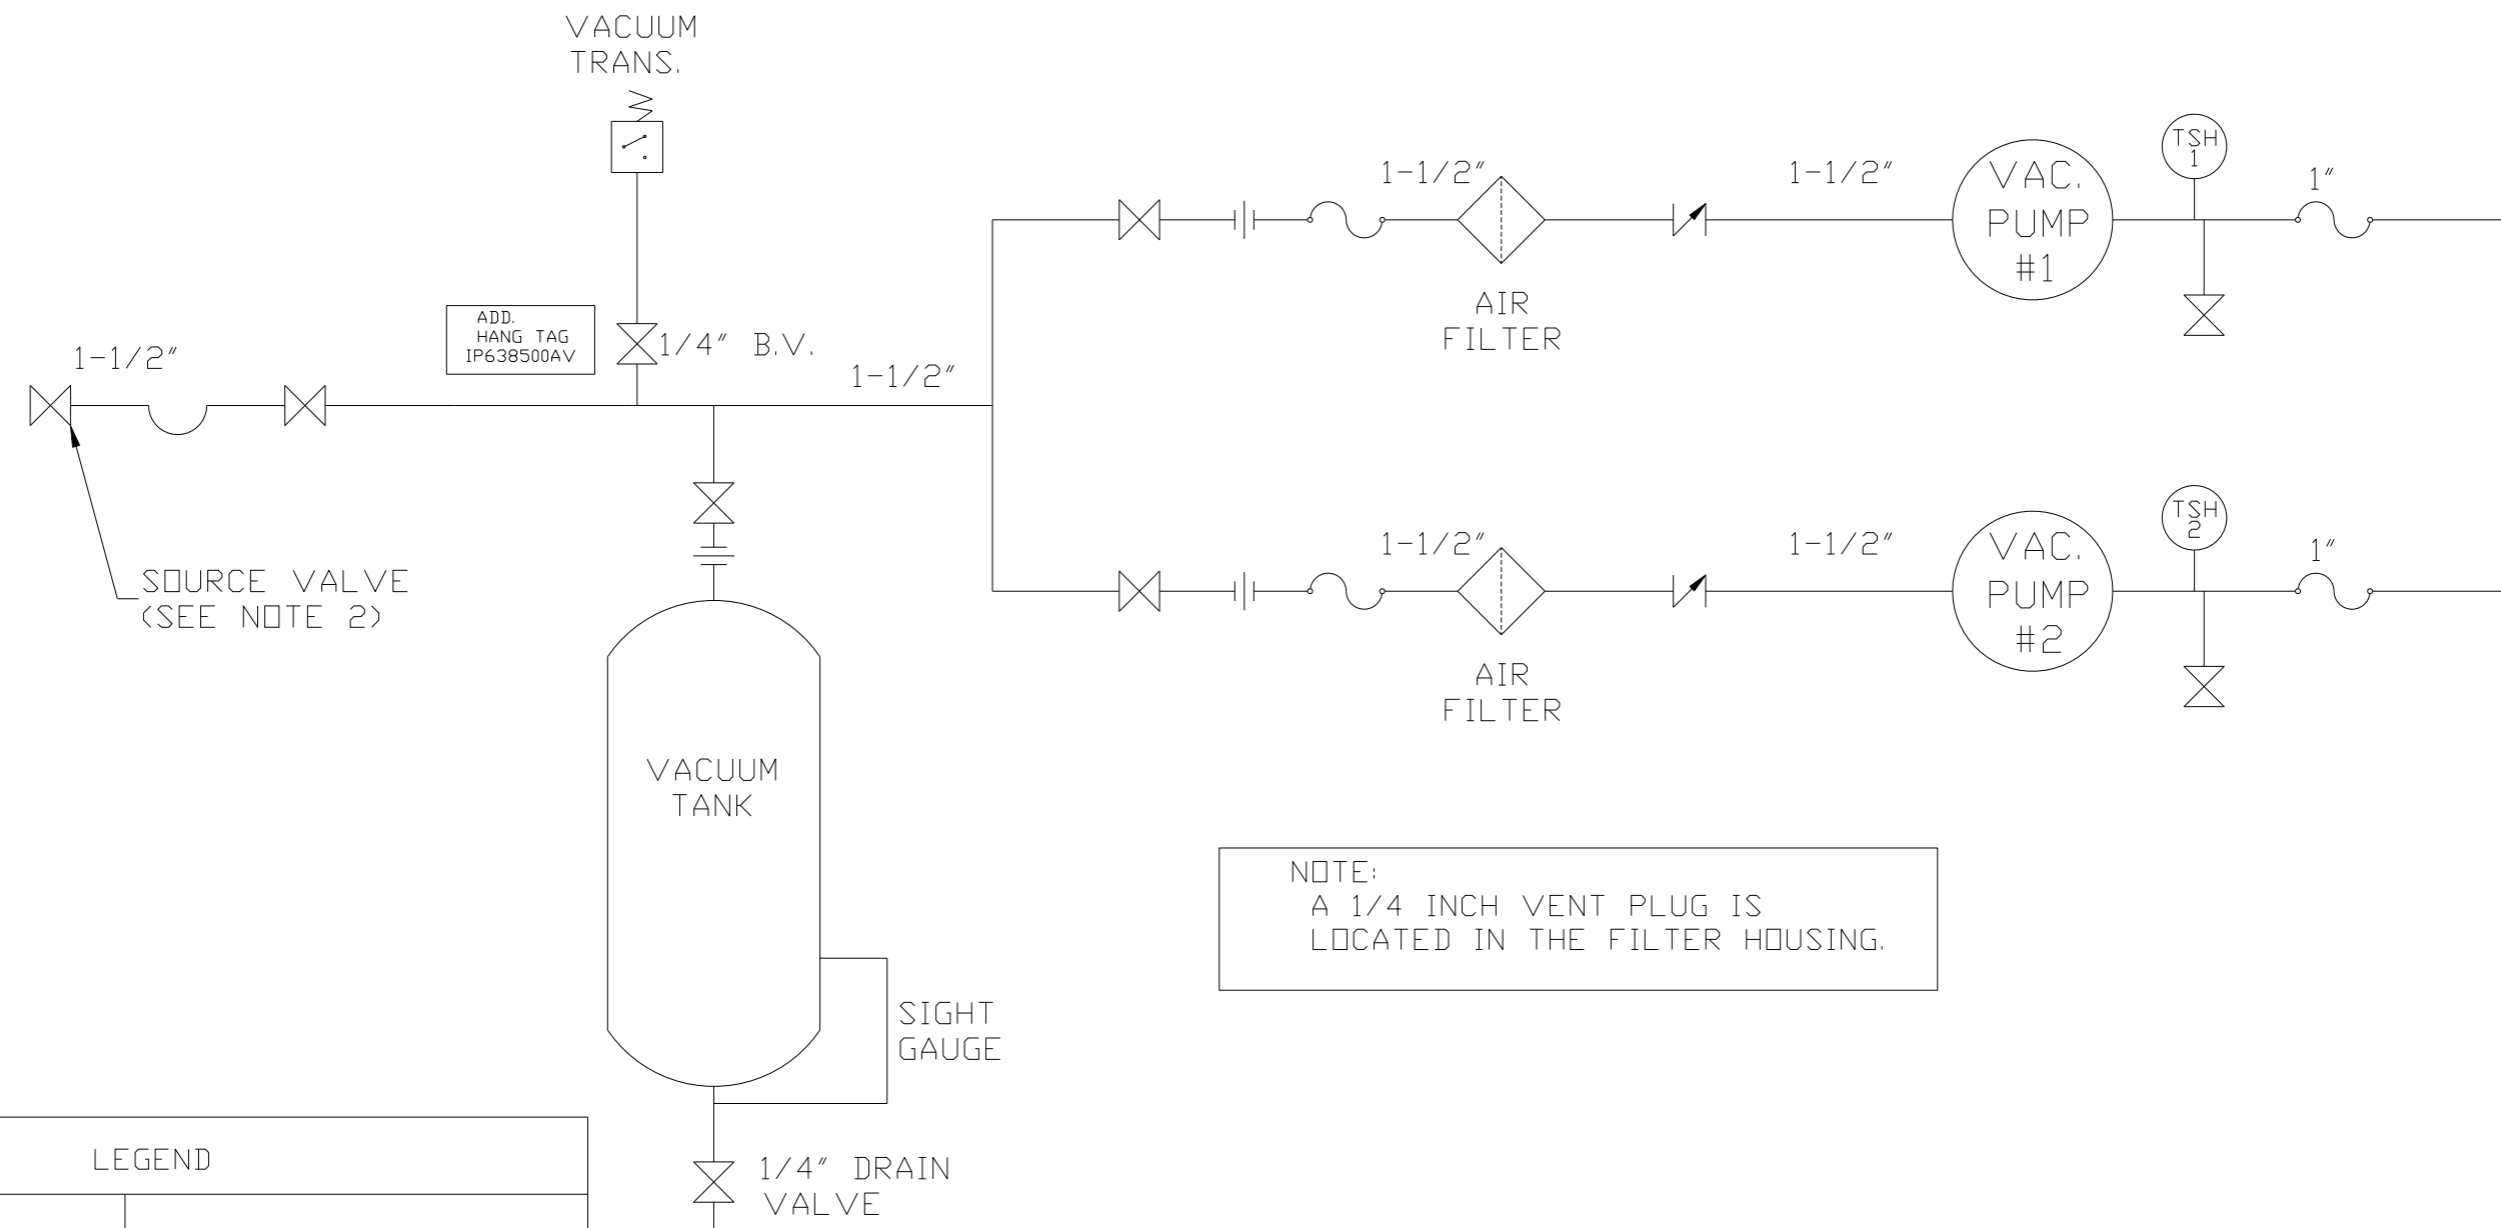 VACUUM
TRANS.
TSH
1
1-1/2"
1-1/2"
VAC.
PUMP
#1
1"
AIR
FILTER
ADD.
HANG TAG
IP638500AV
1/4" B.V.
1-1/2"
1-1/2"
SOURCE VALVE
(SEE NOTE 2)
TSH
2
1-1/2"
1-1/2"
VAC.
PUMP
#2
1"
AIR
FILTER
VACUUM
TANK
NOTE:
A 1/4 INCH VENT PLUG IS
LOCATED IN THE FILTER HOUSING.
SIGHT
GAUGE
LEGEND
1/4" DRAIN
VALVE